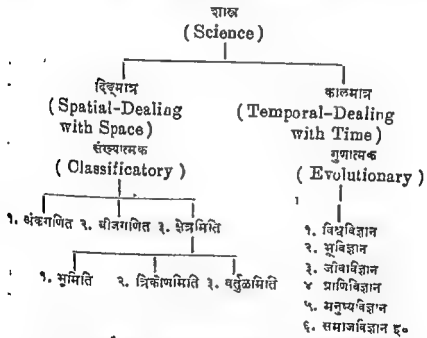 शास्त्र
(Science)
दिङ्मात्र कालमात्र
(Spatial-Dealing (Temporal-Dealing
with Space) with Time)
संख्यात्मक गुणात्मक
(Classificatory) (Evolutionary)
१. अंकगणित २. बीजगणित ३. क्षेत्रमिति
१. विश्वविज्ञान
२. भूविज्ञान
३. जीवविज्ञान
४ प्राणिविज्ञान
५. मनुष्यविज्ञान
६. समाजविज्ञान इ०
१. भूमिति २. त्रिकोणमिति ३. वर्तुळमिति